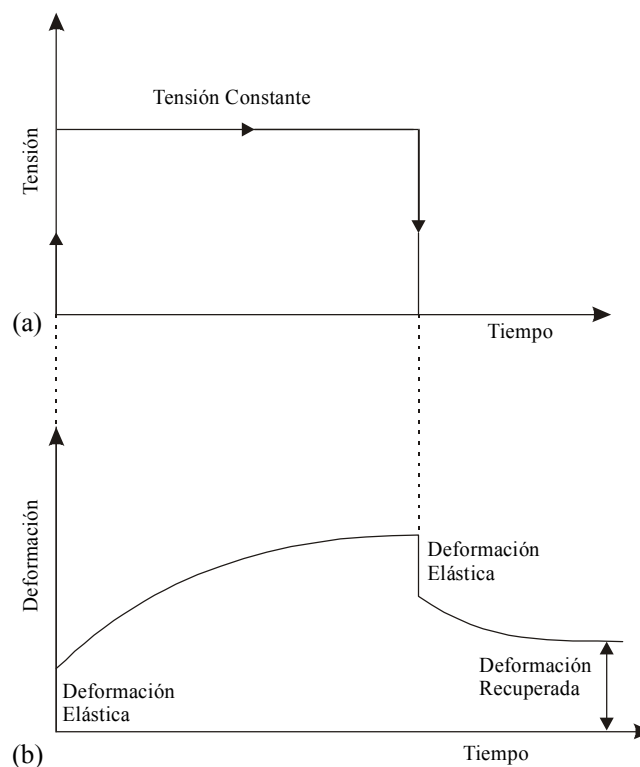 Tensión Constante
Tensión
(a)
Tiempo
Deformación
Deformación
Elástica
Deformación
Recuperada
Deformación
Elástica
(b)
Tiempo